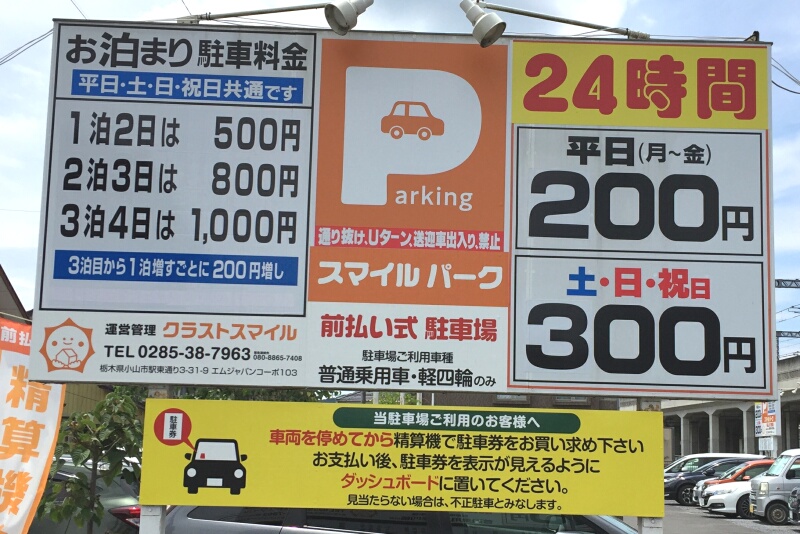 お泊まり駐車料金
平日・土・日・祝日共通です
1泊2日は 500円
2泊3日は 800円
3泊4日は 1,000円
3泊目から1泊増すごとに200円増し
運営管理 クラストスマイル
TEL 0285-38-7963 080-8865-7408
栃木県小山市駅東通り3-31-9 エムジャパンコーポ103
Parking
通り抜け、Uターン、送迎車出入り、禁止
スマイル パーク
前払い式 駐車場
駐車場ご利用車種
普通乗用車・軽四輪のみ
24時間
平日(月~金)
200円
土・日・祝日
300円
当駐車場ご利用のお客様へ
駐車券
車両を停めてから精算機で駐車券をお買い求め下さい
お支払い後、駐車券を表示が見えるように
ダッシュボードに置いてください。
見当たらない場合は、不正駐車とみなします。
前払
精算機